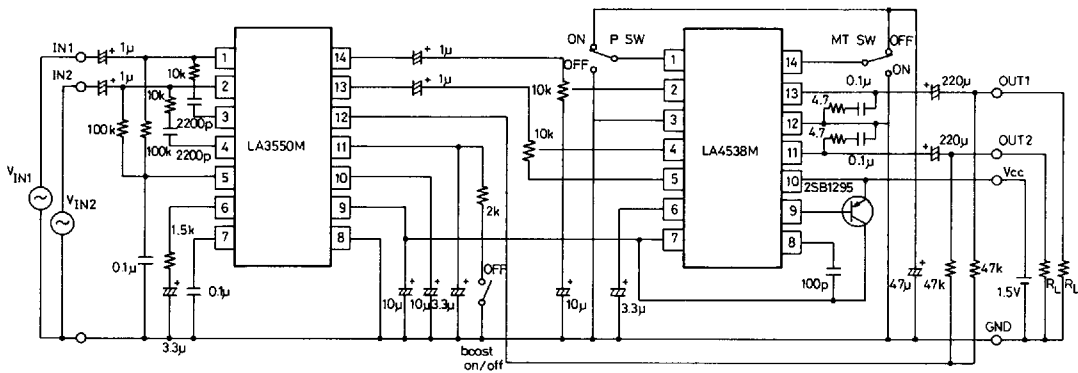 IN1
1μ
IN2
1μ
10k
10k
2200p
2200p
100k
100k
VIN1
VIN2
1.5k
0.1μ
0.1μ
3.3μ
1
2
3
4
5
6
7
LA3550M
14
13
12
11
10
9
8
1μ
1μ
2k
OFF
boost
on/off
10μ
10μ
3.3μ
10μ
3.3μ
10k
10k
ON
P SW
OFF
1
2
3
4
5
6
7
LA4538M
14
13
12
11
10
9
8
MT SW
OFF
ON
0.1μ
4.7
4.7
0.1μ
220μ
220μ
2SB1295
100p
47μ
47k
47k
OUT1
OUT2
Vcc
1.5V
RL
RL
GND